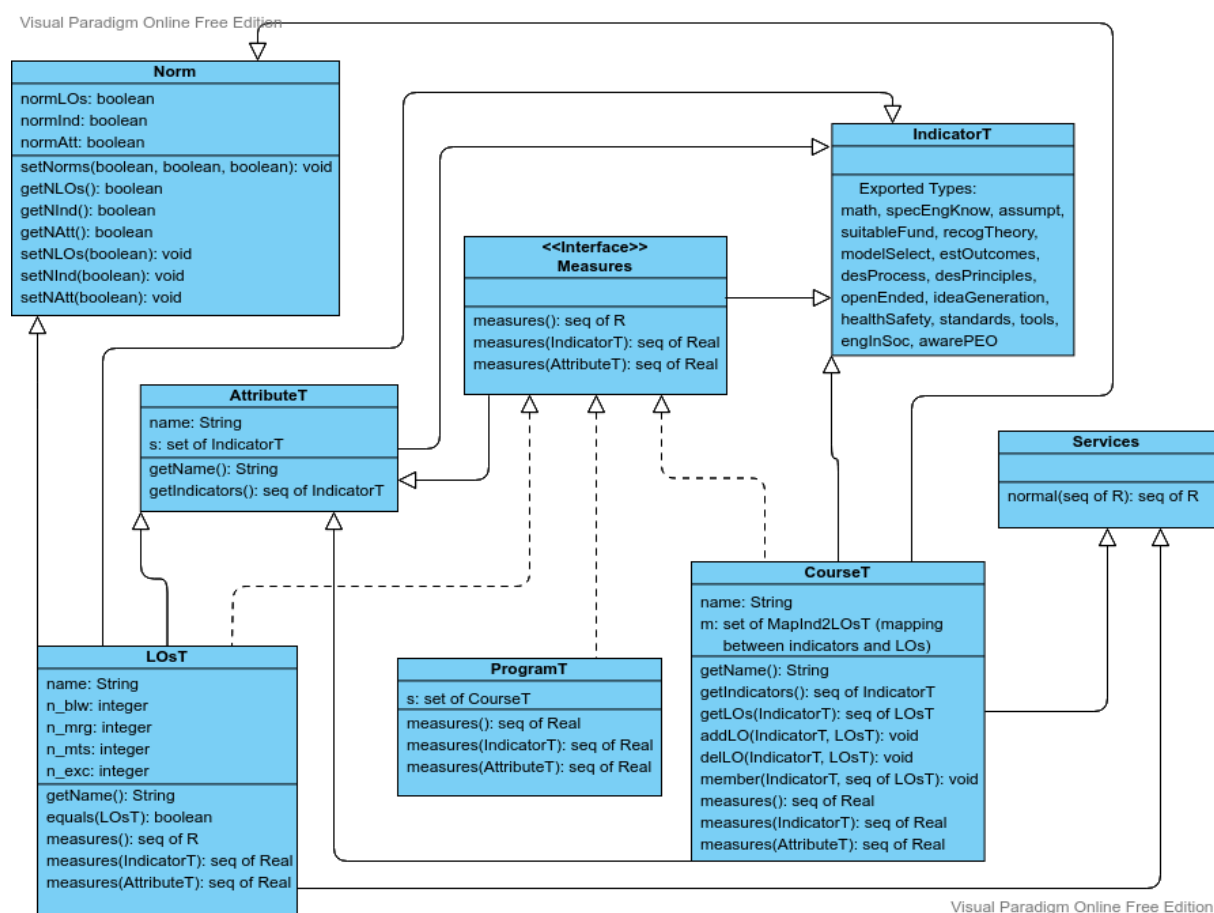 Visual Paradigm Online Free Edition
Norm
normLOs: boolean
normInd: boolean
normAtt: boolean
setNorms(boolean, boolean, boolean): void
getNLOs(): boolean
getNInd(): boolean
getNAtt(): boolean
setNLOs(boolean): void
setNInd(boolean): void
setNAtt(boolean): void
IndicatorT
Exported Types:
math, specEngKnow, assumpt,
suitableFund, recogTheory,
modelSelect, estOutcomes,
desProcess, desPrinciples,
openEnded, ideaGeneration,
healthSafety, standards, tools,
engInSoc, awarePEO
<<Interface>>
Measures
measures(): seq of R
measures(IndicatorT): seq of Real
measures(AttributeT): seq of Real
AttributeT
name: String
s: set of IndicatorT
getName(): String
getIndicators(): seq of IndicatorT
Services
normal(seq of R): seq of R
CourseT
name: String
m: set of MapInd2LOsT (mapping
between indicators and LOs)
getName(): String
getIndicators(): seq of IndicatorT
getLOs(IndicatorT): seq of LOsT
addLO(IndicatorT, LOsT): void
delLO(IndicatorT, LOsT): void
member(IndicatorT, seq of LOsT): void
measures(): seq of Real
measures(IndicatorT): seq of Real
measures(AttributeT): seq of Real
LOsT
name: String
n_blw: integer
n_mrg: integer
n_mts: integer
n_exc: integer
getName(): String
equals(LOsT): boolean
measures(): seq of R
measures(IndicatorT): seq of Real
measures(AttributeT): seq of Real
ProgramT
s: set of CourseT
measures(): seq of Real
measures(IndicatorT): seq of Real
measures(AttributeT): seq of Real
Visual Paradigm Online Free Edition